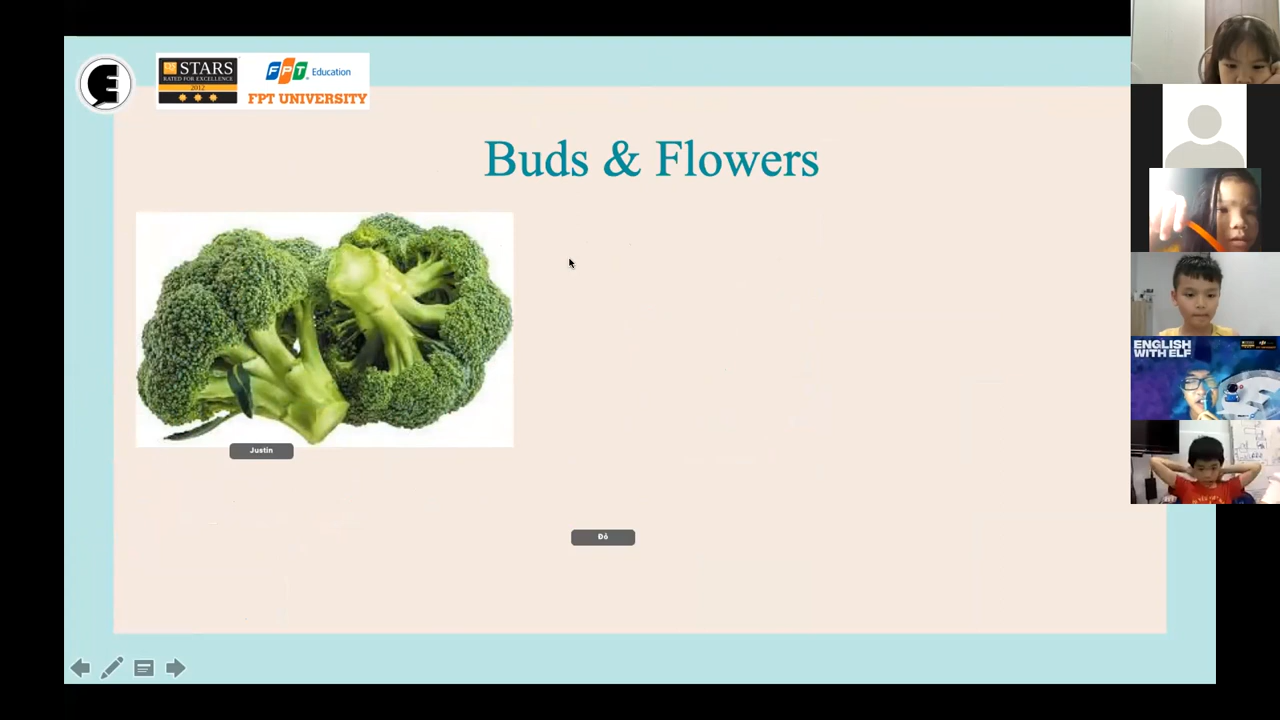 STARS
RATED FOR EXCELLENCE
2012
FPT Education
FPT UNIVERSITY
Buds & Flowers
Justin
Đỏ
ENGLISH
WITH ELF